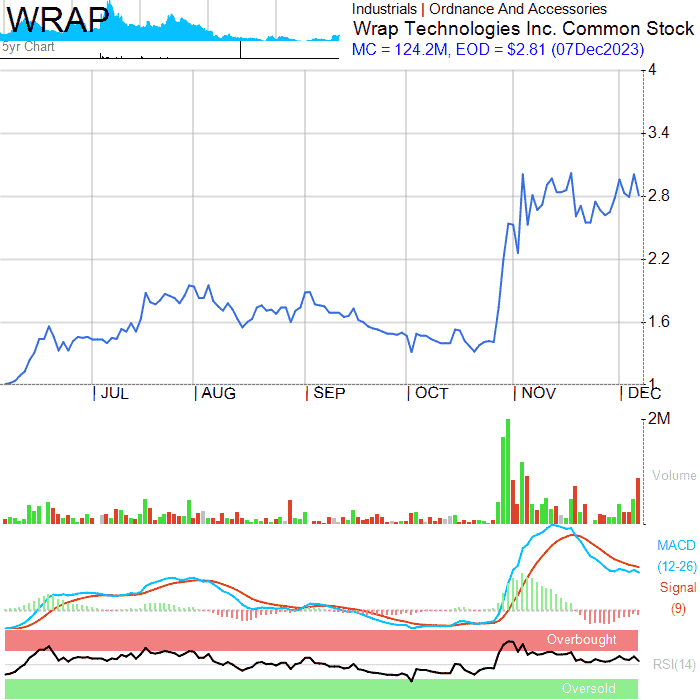 WRAP
Industrials | Ordnance And Accessories
Wrap Technologies Inc. Common Stock
5yr Chart
MC = 124.2M, EOD = $2.81 (07Dec2023)
4
3.4
2.8
2.2
1.6
1
JUL AUG SEP OCT NOV DEC
2M
Volume
MACD
(12-26)
Signal
(9)
Overbought
RSI(14)
Oversold